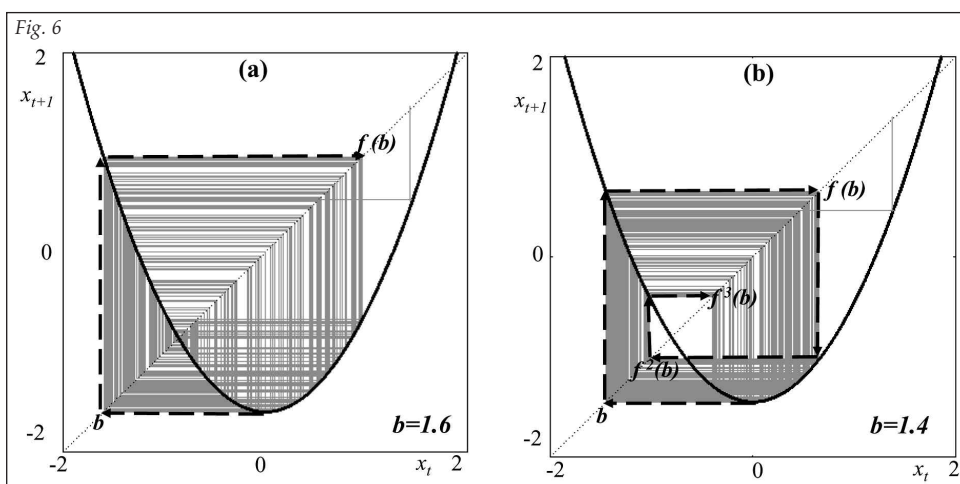 Fig. 6
2
(a)
x_{t+1}
f (b)
0
b
b=1.6
-2
-2
0
x_t
2
2
(b)
x_{t+1}
f (b)
0
f^3(b)
f^2(b)
b
b=1.4
-2
-2
0
x_t
2